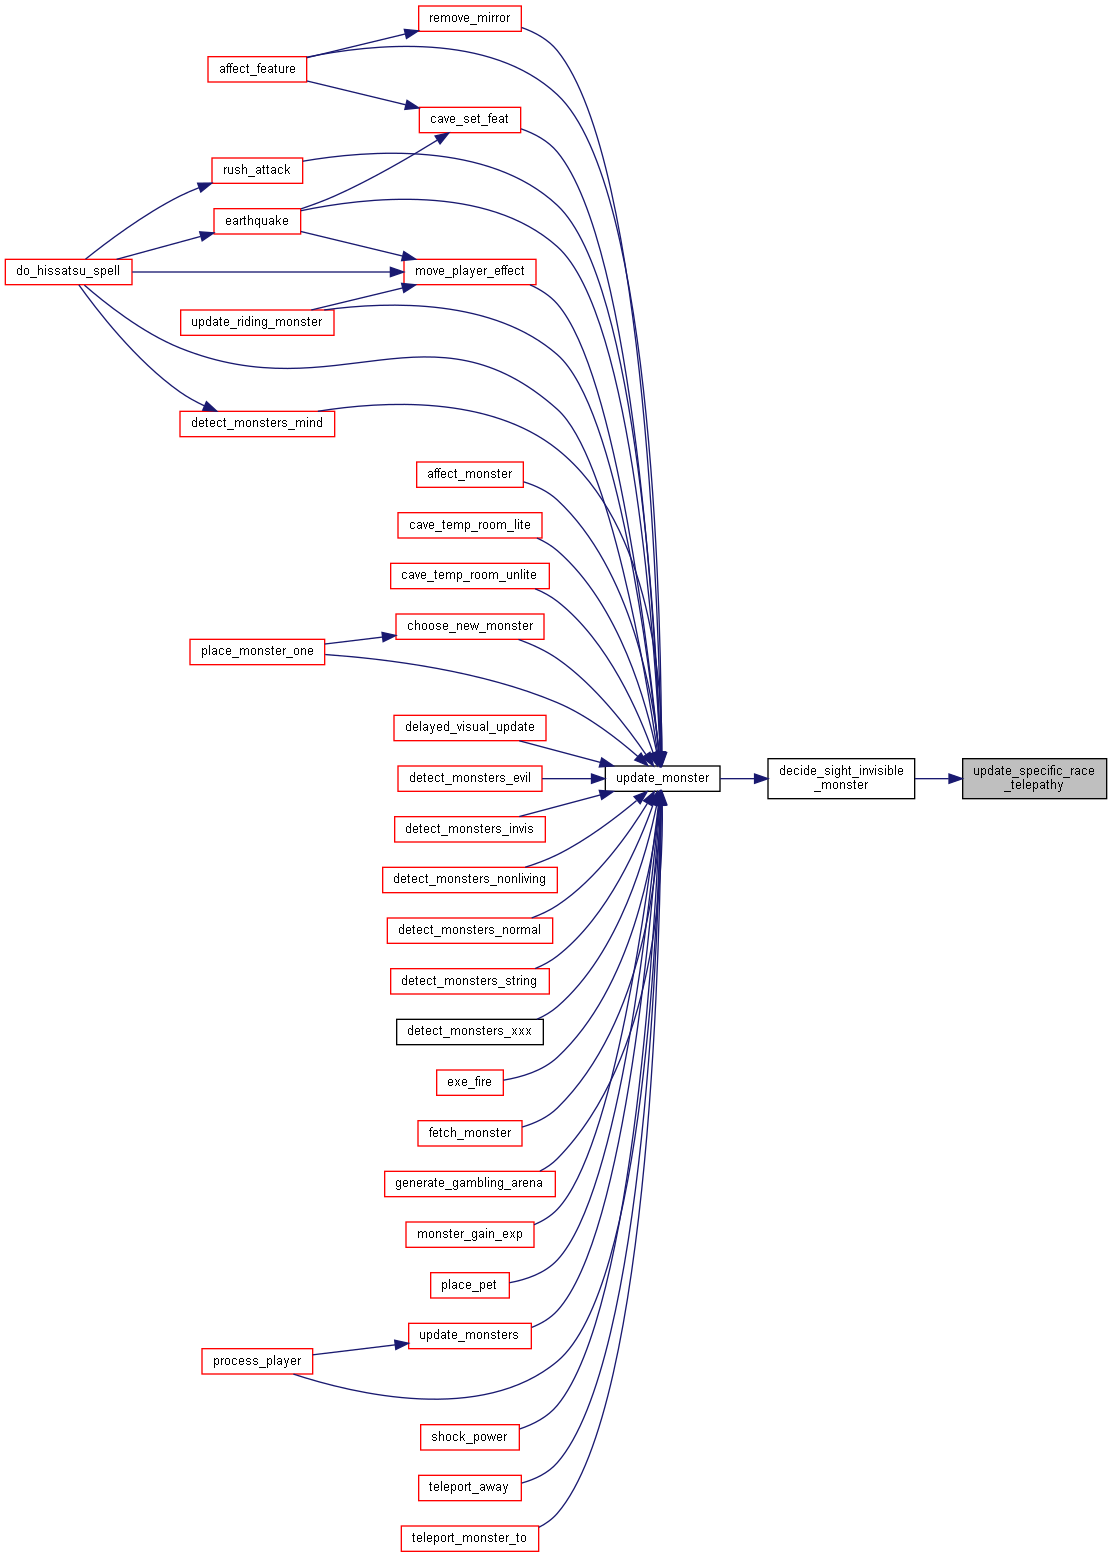 remove_mirror
affect_feature
cave_set_feat
rush_attack
earthquake
do_hissatsu_spell
move_player_effect
update_riding_monster
detect_monsters_mind
affect_monster
cave_temp_room_lite
cave_temp_room_unlite
choose_new_monster
place_monster_one
delayed_visual_update
detect_monsters_evil
update_monster
decide_sight_invisible
_monster
update_specific_race
_telepathy
detect_monsters_invis
detect_monsters_nonliving
detect_monsters_normal
detect_monsters_string
detect_monsters_xxx
exe_fire
fetch_monster
generate_gambling_arena
monster_gain_exp
place_pet
update_monsters
process_player
shock_power
teleport_away
teleport_monster_to